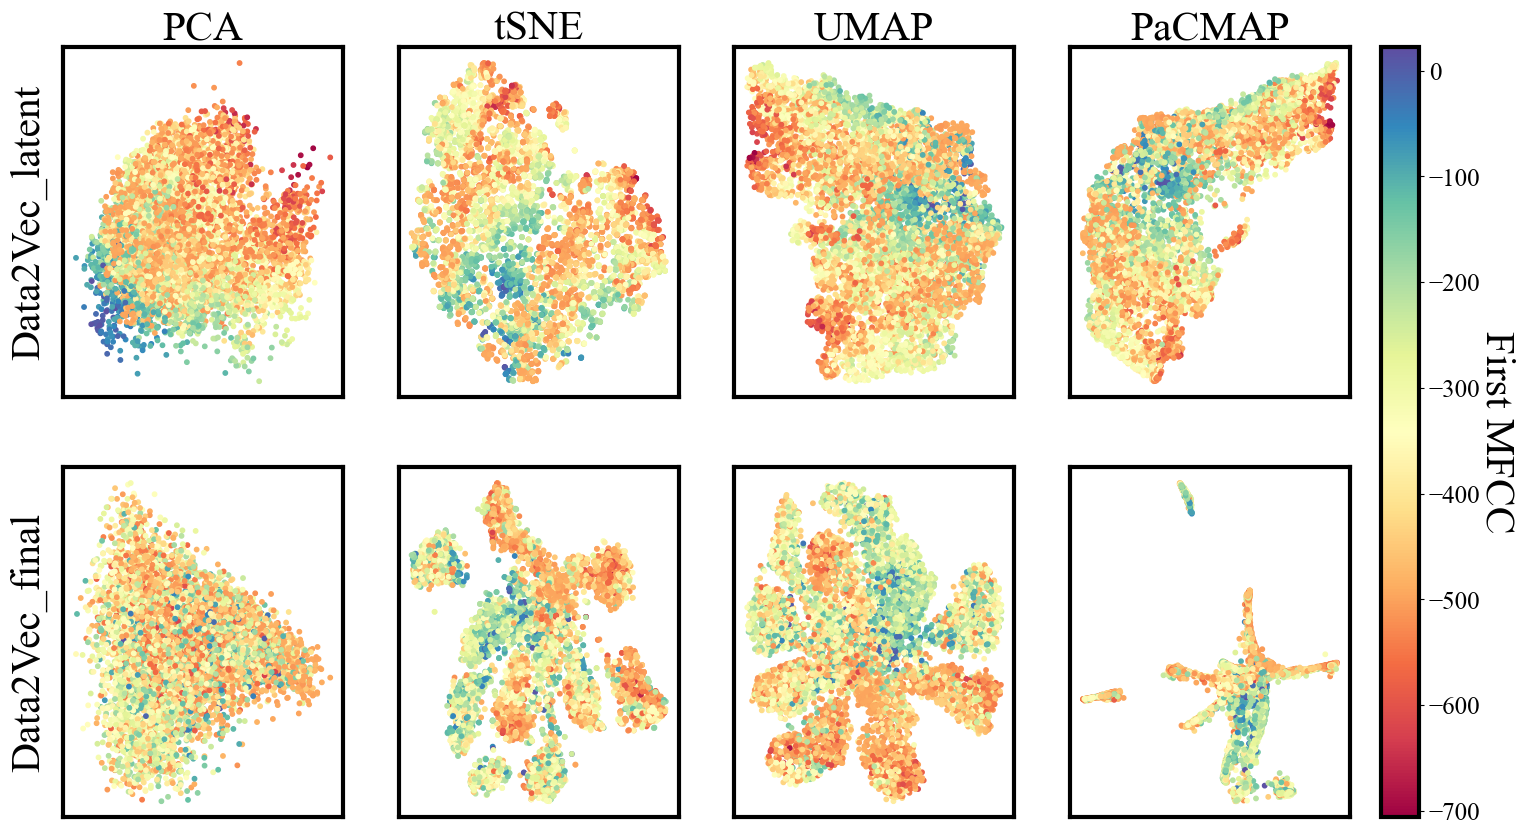 PCA
tSNE
UMAP
PaCMAP
Data2Vec_latent
Data2Vec_final
0
−100
−200
−300
−400
−500
−600
−700
First MFCC